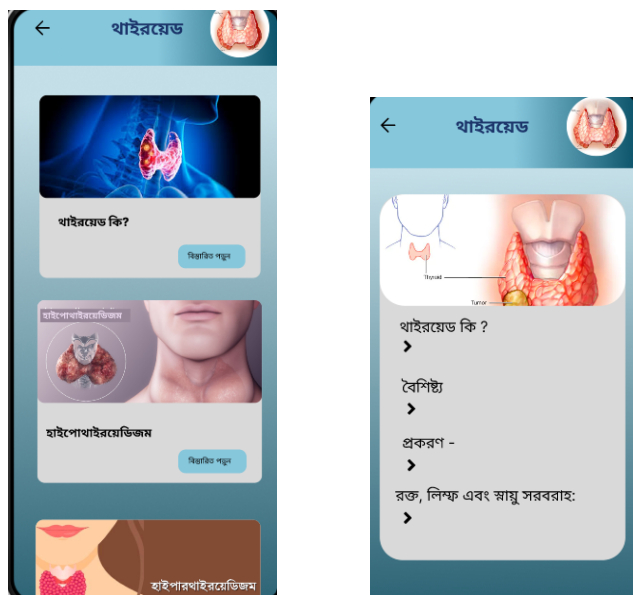 থাইরয়েড
থাইরয়েড কি?
বিস্তারিত পড়ুন
হাইপোথাইরয়েডিজম
হাইপোথাইরয়েডিজম
বিস্তারিত পড়ুন
হাইপারথাইরয়েডিজম
থাইরয়েড
Thyroid
Tumor
থাইরয়েড কি ?
বৈশিষ্ট্য
প্রকরণ -
রক্ত, লিম্ফ এবং স্নায়ু সরবরাহ: